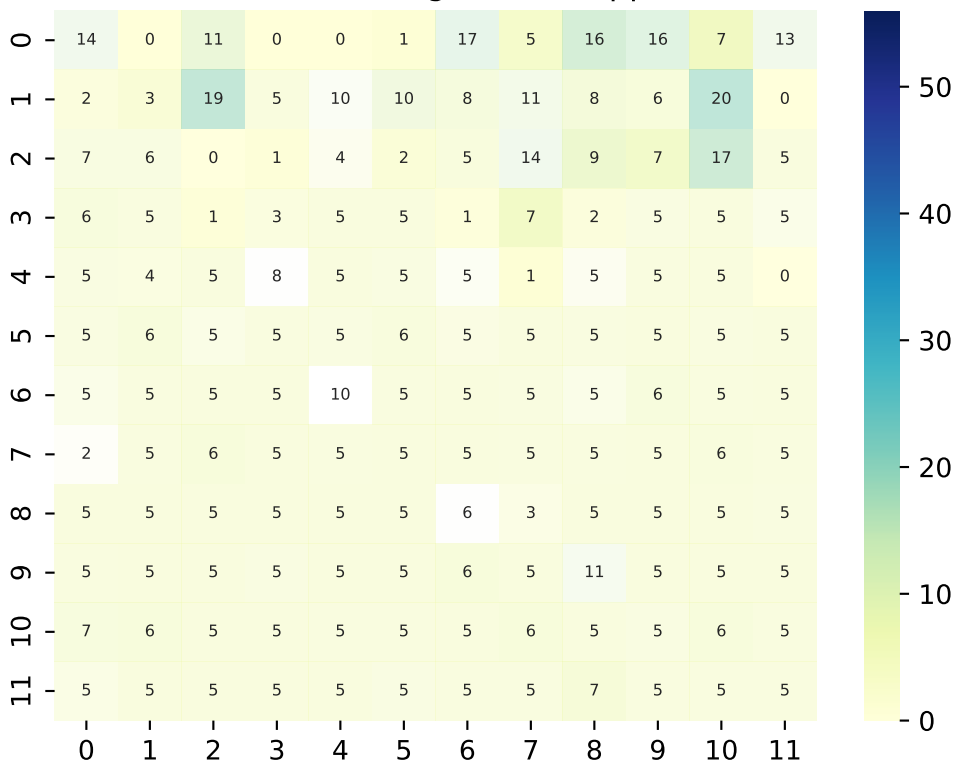 0 14 0 11 0 0 1 17 5 16 16 7 13
1 2 3 19 5 10 10 8 11 8 6 20 0
2 7 6 0 1 4 2 5 14 9 7 17 5
3 6 5 1 3 5 5 1 7 2 5 5 5
4 5 4 5 8 5 5 5 1 5 5 5 0
5 5 6 5 5 5 6 5 5 5 5 5 5
6 5 5 5 5 10 5 5 5 5 6 5 5
7 2 5 6 5 5 5 5 5 5 5 6 5
8 5 5 5 5 5 5 6 3 5 5 5 5
9 5 5 5 5 5 5 6 5 11 5 5 5
10 7 6 5 5 5 5 5 6 5 5 6 5
11 5 5 5 5 5 5 5 5 7 5 5 5
0 1 2 3 4 5 6 7 8 9 10 11
50
40
30
20
10
0